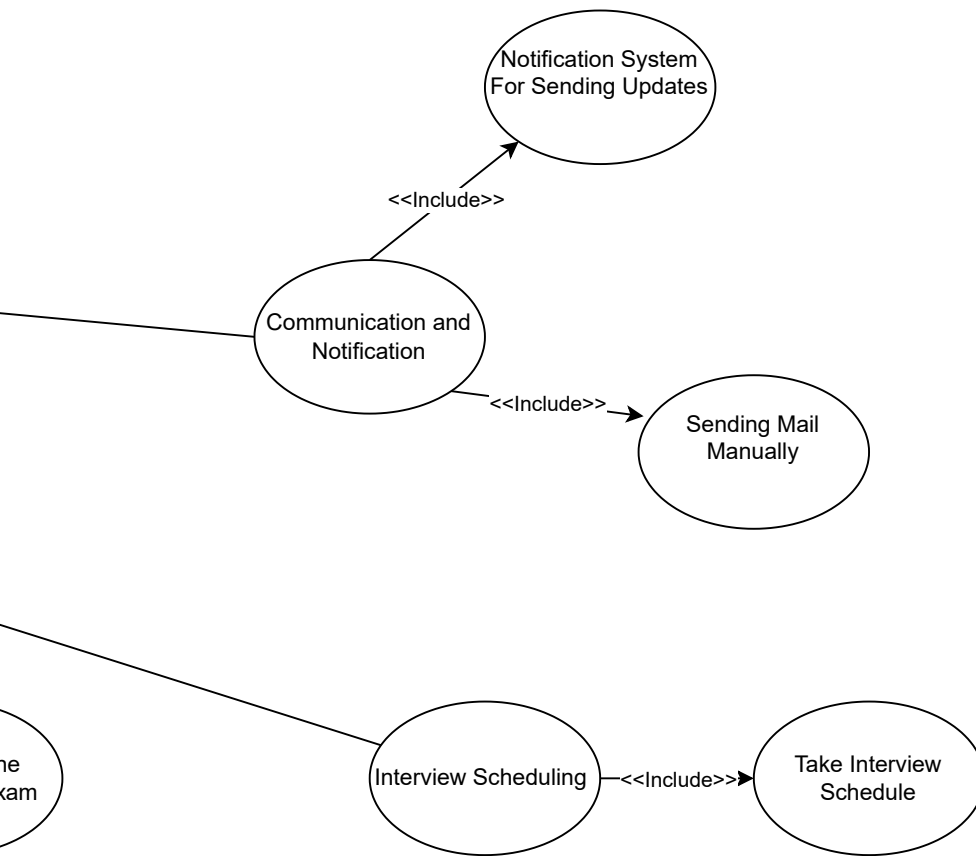 Notification System
For Sending Updates
<<Include>>
Communication and
Notification
<<Include>>
Sending Mail
Manually
Interview Scheduling
<<Include>>
Take Interview
Schedule